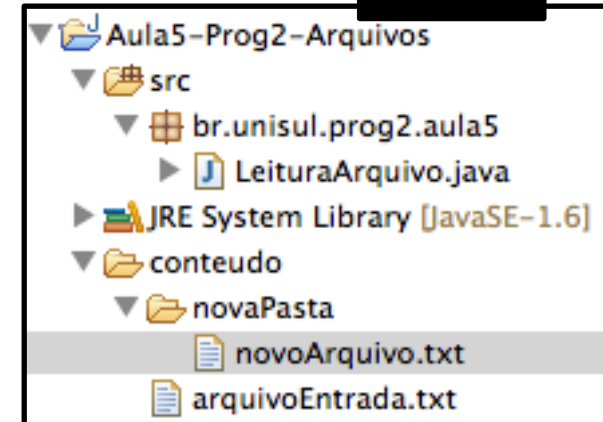 Aula5-Prog2-Arquivos
src
br.unisul.prog2.aula5
LeituraArquivo.java
JRE System Library [JavaSE-1.6]
conteudo
novaPasta
novoArquivo.txt
arquivoEntrada.txt